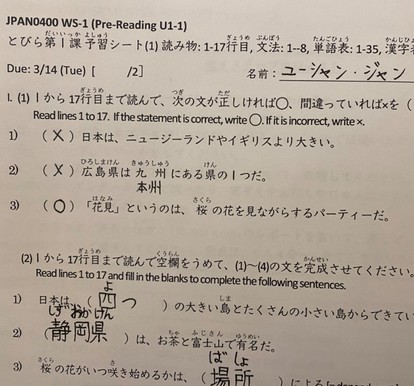 JPAN0400 WS-1 (Pre-Reading U1-1)
とびら第1課予習シート(1) 読み物: 1-17行目, 文法: 1--8, 単語表: 1-35, 漢字
Due: 3/14 (Tue) [ /2] 名前: ユーシャン・ジャン
I. (1) 1から17行目まで読んで、次の文が正しければ○、間違っていれば×を(
Read lines 1 to 17. If the statement is correct, write ○. If it is incorrect, write ×.
1) (×) 日本は、ニュージーランドやイギリスより大きい。
2) (×) 広島県は九州にある県の1つだ。
本州
3) (○) 「花見」というのは、桜の花を見ながらするパーティーだ。
(2) 1から17行目まで読んで空欄をうめて、(1)~(4)の文を完成させてください。
Read lines 1 to 17 and fill in the blanks to complete the following sentences.
1) 日本は、(四つ)の大きい島とたくさんの小さい島からできてい
2) (静岡県)は、お茶と富士山で有名だ。
3) 桜の花がいつ咲き始めるかは、(場所